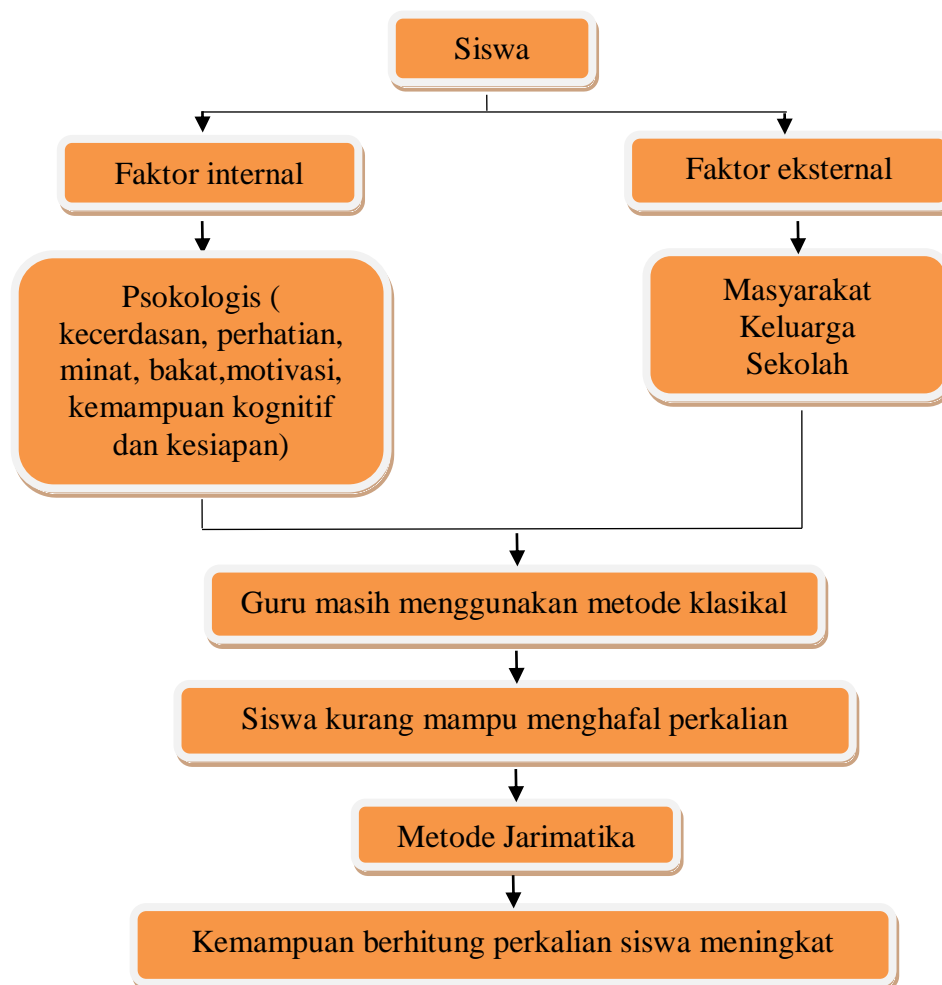 Siswa
Faktor internal
Faktor eksternal
Psokologis (
kecerdasan, perhatian,
minat, bakat,motivasi,
kemampuan kognitif
dan kesiapan)
Masyarakat
Keluarga
Sekolah
Guru masih menggunakan metode klasikal
Siswa kurang mampu menghafal perkalian
Metode Jarimatika
Kemampuan berhitung perkalian siswa meningkat